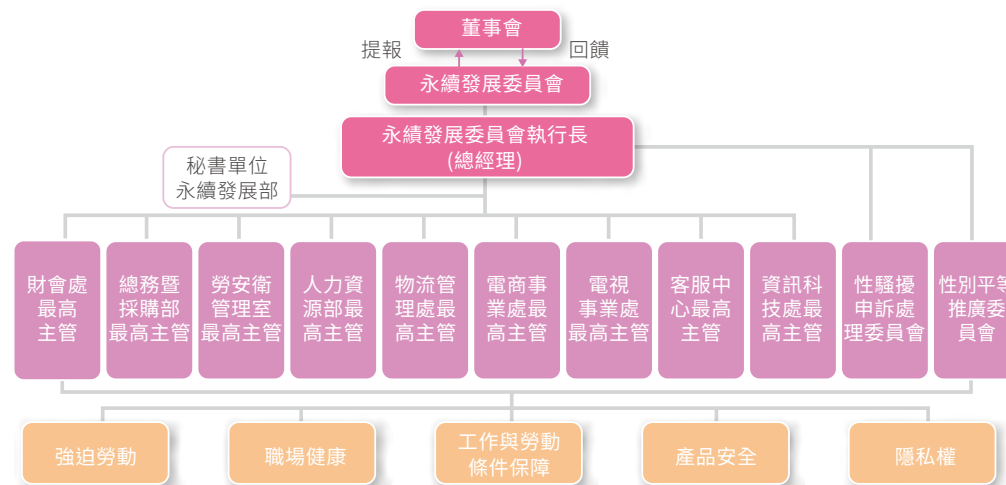 董事會
提報
回饋
永續發展委員會
永續發展委員會執行長
(總經理)
秘書單位
永續發展部
財會處
最高
主管
總務暨
採購部
最高主管
勞安衛
管理室
最高主管
人力資
源部最
高主管
物流管
理處最
高主管
電商事
業處最
高主管
電視
事業處
最高主管
客服中
心最高
主管
資訊科
技處最
高主管
性騷擾
申訴處
理委員會
性別平等
推廣委
員會
強迫勞動
職場健康
工作與勞動
條件保障
產品安全
隱私權